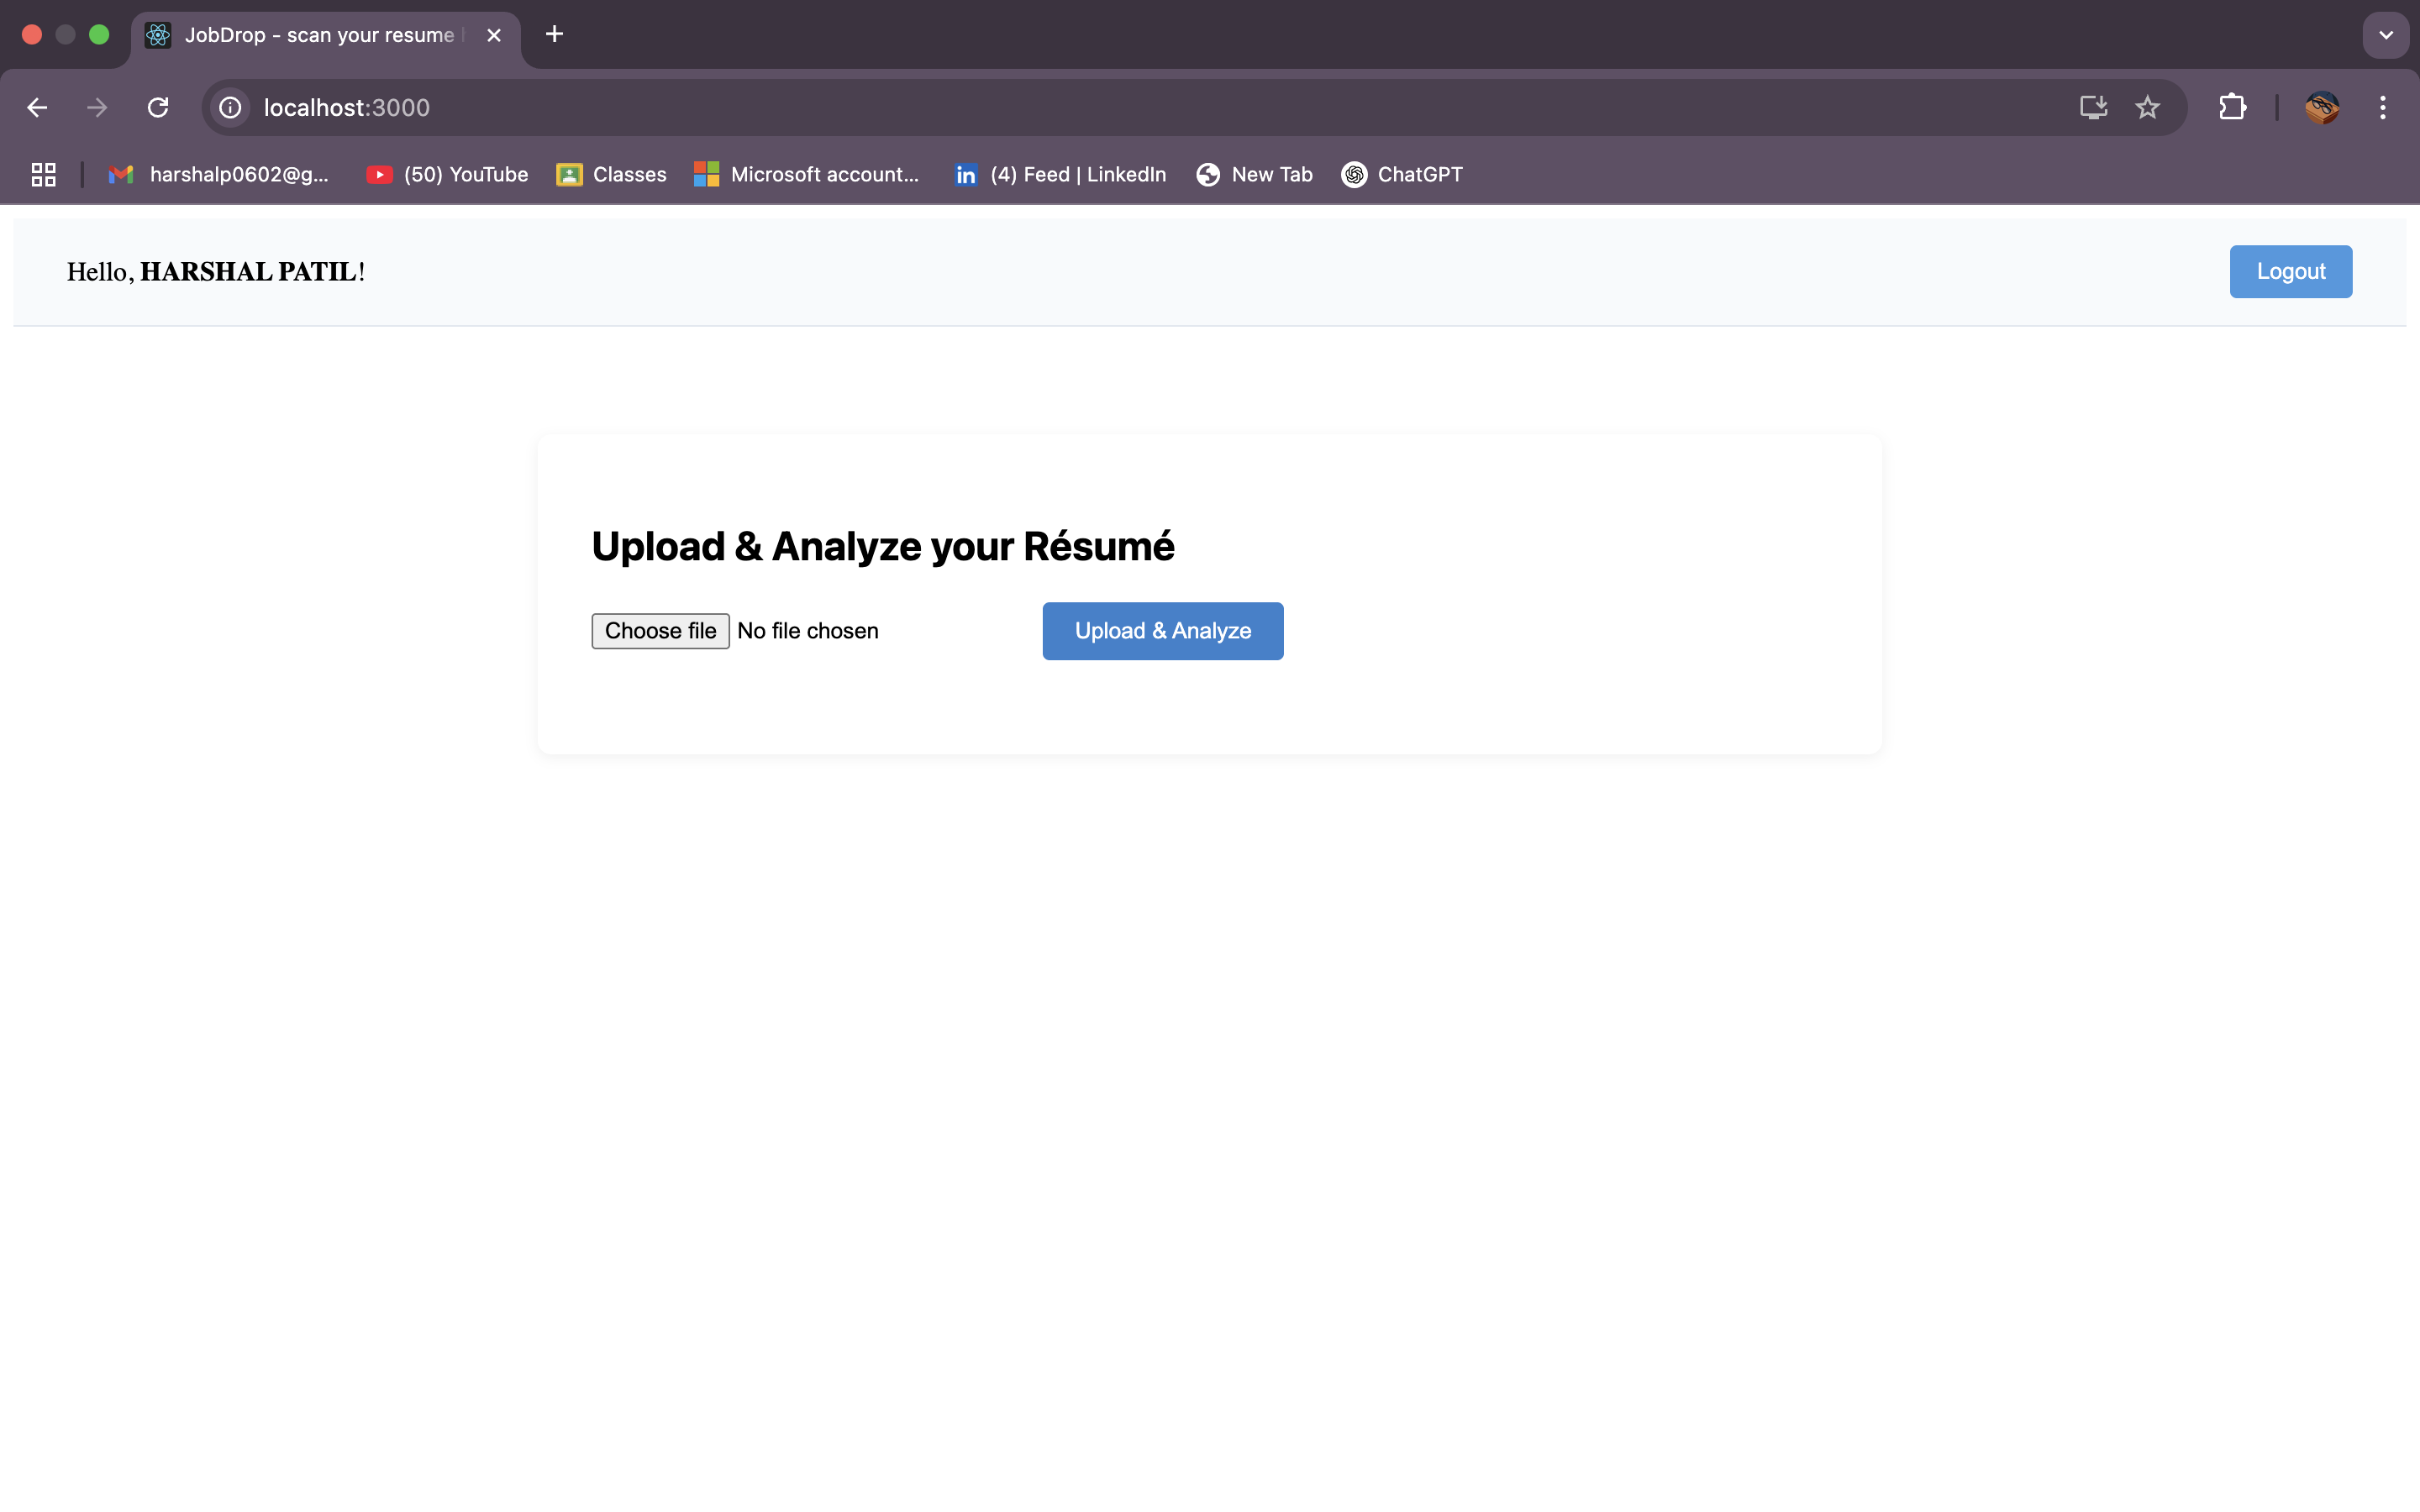 JobDrop - scan your resume
localhost:3000
harshalp0602@g... (50) YouTube Classes Microsoft account... (4) Feed | LinkedIn New Tab ChatGPT
Hello, HARSHAL PATIL! Logout
Upload & Analyze your Résumé
Choose file No file chosen Upload & Analyze